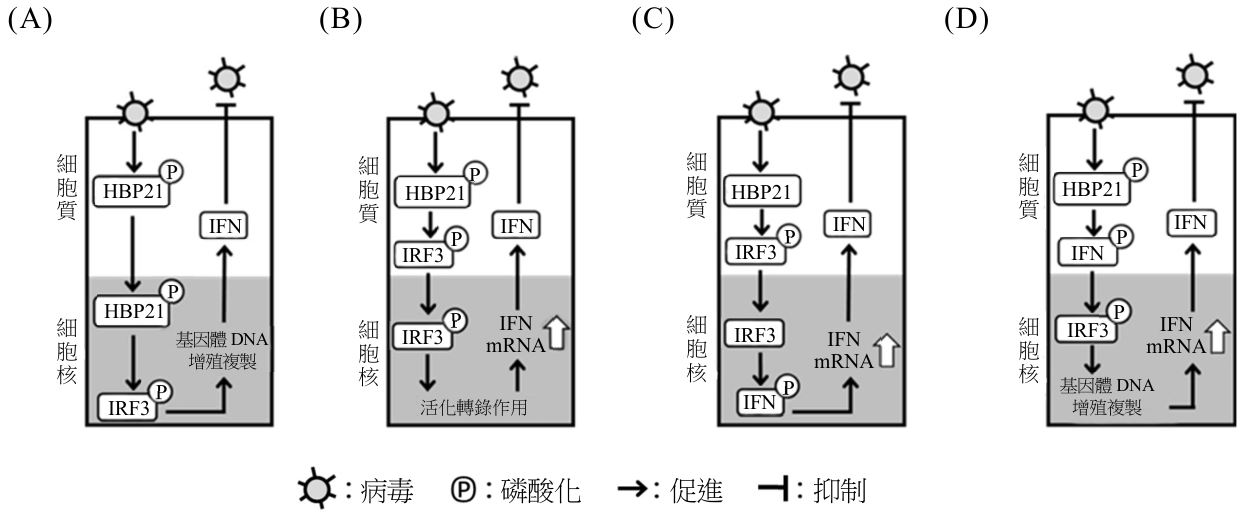 (A)
細胞質
細胞核
HBP21
P
HBP21
P
IRF3
P
IFN
基因體 DNA
增殖複製
(B)
細胞質
細胞核
HBP21
P
IRF3
P
IRF3
P
IFN
IFN
mRNA
活化轉錄作用
(C)
細胞質
細胞核
HBP21
IRF3
P
IRF3
IFN
P
IFN
IFN
mRNA
(D)
細胞質
細胞核
HBP21
P
IFN
P
IRF3
P
基因體 DNA
增殖複製
IFN
IFN
mRNA
：病毒
P：磷酸化
：促進
：抑制